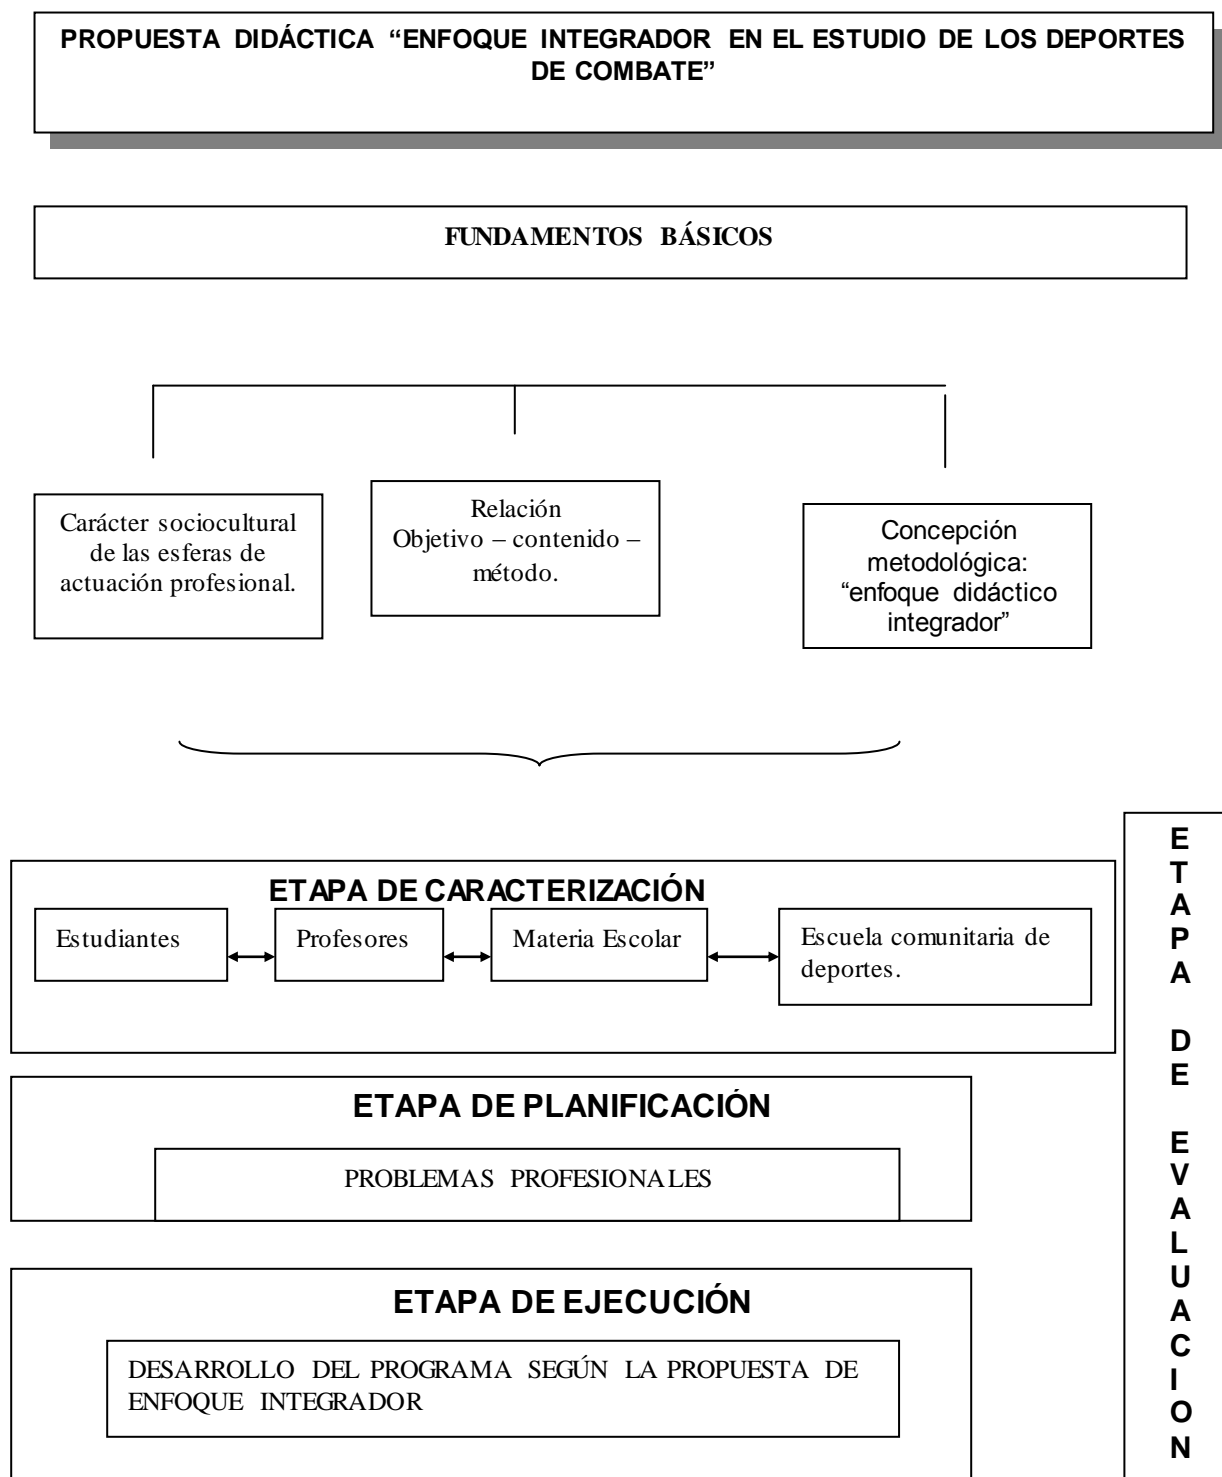 PROPUESTA DIDÁCTICA “ENFOQUE INTEGRADOR EN EL ESTUDIO DE LOS DEPORTES
DE COMBATE”
FUNDAMENTOS BÁSICOS
Carácter sociocultural
de las esferas de
actuación profesional.
Relación
Objetivo – contenido –
método.
Concepción
metodológica:
“enfoque didáctico
integrador”
ETAPA DE CARACTERIZACIÓN
Estudiantes
Profesores
Materia Escolar
Escuela comunitaria de
deportes.
ETAPA DE PLANIFICACIÓN
PROBLEMAS PROFESIONALES
ETAPA DE EJECUCIÓN
DESARROLLO DEL PROGRAMA SEGÚN LA PROPUESTA DE
ENFOQUE INTEGRADOR
E
T
A
P
A
D
E
E
V
A
L
U
A
C
I
O
N